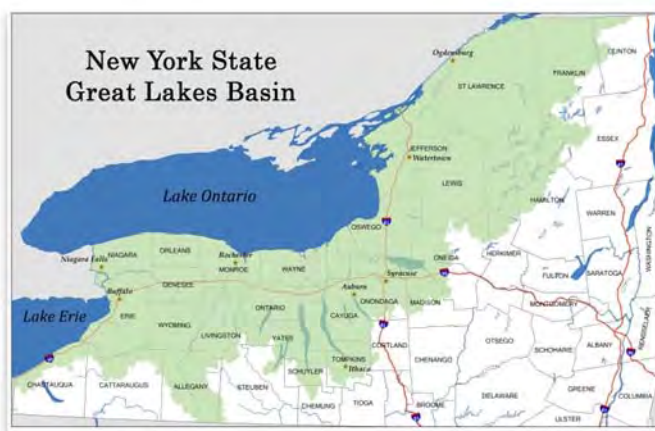 New York State
Great Lakes Basin
Ogdensburg
CLINTON
FRANKLIN
ST LAWRENCE
ESSEX
JEFFERSON
Watertown
LEWIS
Lake Ontario
HAMILTON
WARREN
WASHINGTON
OSWEGO
ORLEANS
Rochester
NIAGARA
Niagara Falls
MONROE
WAYNE
ONEIDA
HERKIMER
FULTON
SARATOGA
Syracuse
GENESEE
Buffalo
Auburn
ONONDAGA
MADISON
MONTGOMERY
Lake Erie
ERIE
ONTARIO
CAYUGA
WYOMING
LIVINGSTON
YATES
CORTLAND
OTSEGO
SCHOHARIE
ALBANY
CHENANGO
TOMPKINS
SCHUYLER
Ithaca
CHAUTAUQUA
CATTARAUGUS
ALLEGANY
STEUBEN
CHEMUNG
TIOGA
BROOME
DELAWARE
GREENE
COLUMBIA
ULSTER